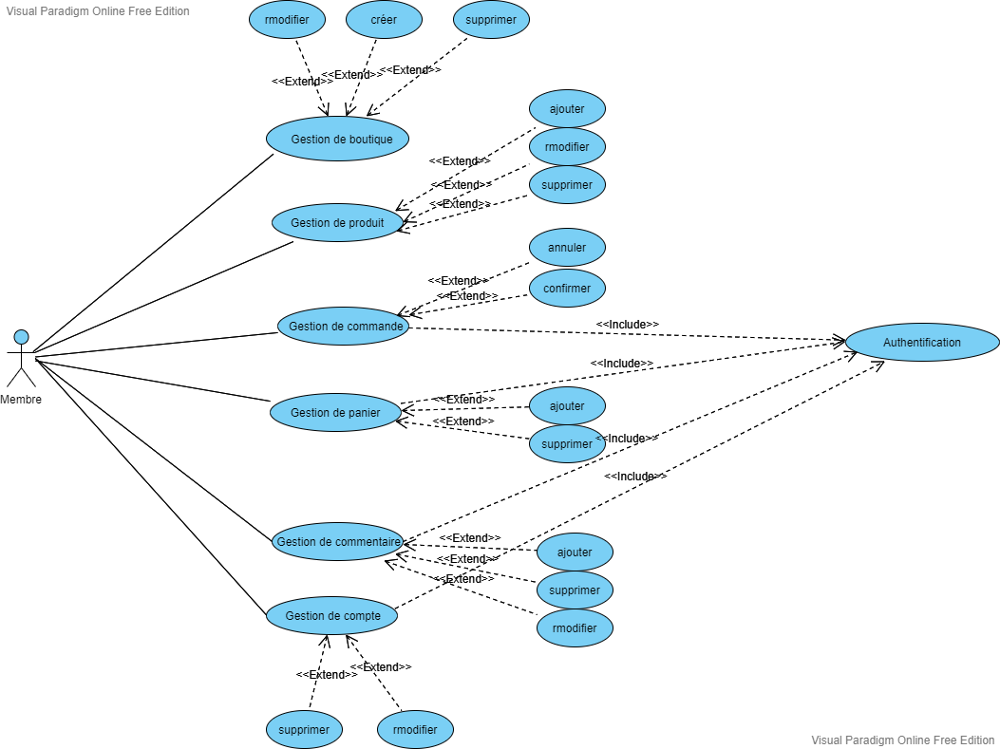 Visual Paradigm Online Free Edition
rmodifier
créer
supprimer
<<Extend>>
<<Extend>>
<<Extend>>
Gestion de boutique
ajouter
rmodifier
supprimer
<<Extend>>
<<Extend>>
<<Extend>>
Gestion de produit
annuler
confirmer
<<Extend>>
<<Extend>>
Gestion de commande
<<Include>>
Authentification
Membre
<<Include>>
Gestion de panier
<<Extend>>
<<Extend>>
ajouter
supprimer
<<Include>>
<<Include>>
Gestion de commentaire
<<Extend>>
<<Extend>>
<<Extend>>
ajouter
supprimer
rmodifier
Gestion de compte
<<Extend>>
<<Extend>>
supprimer
rmodifier
Visual Paradigm Online Free Edition